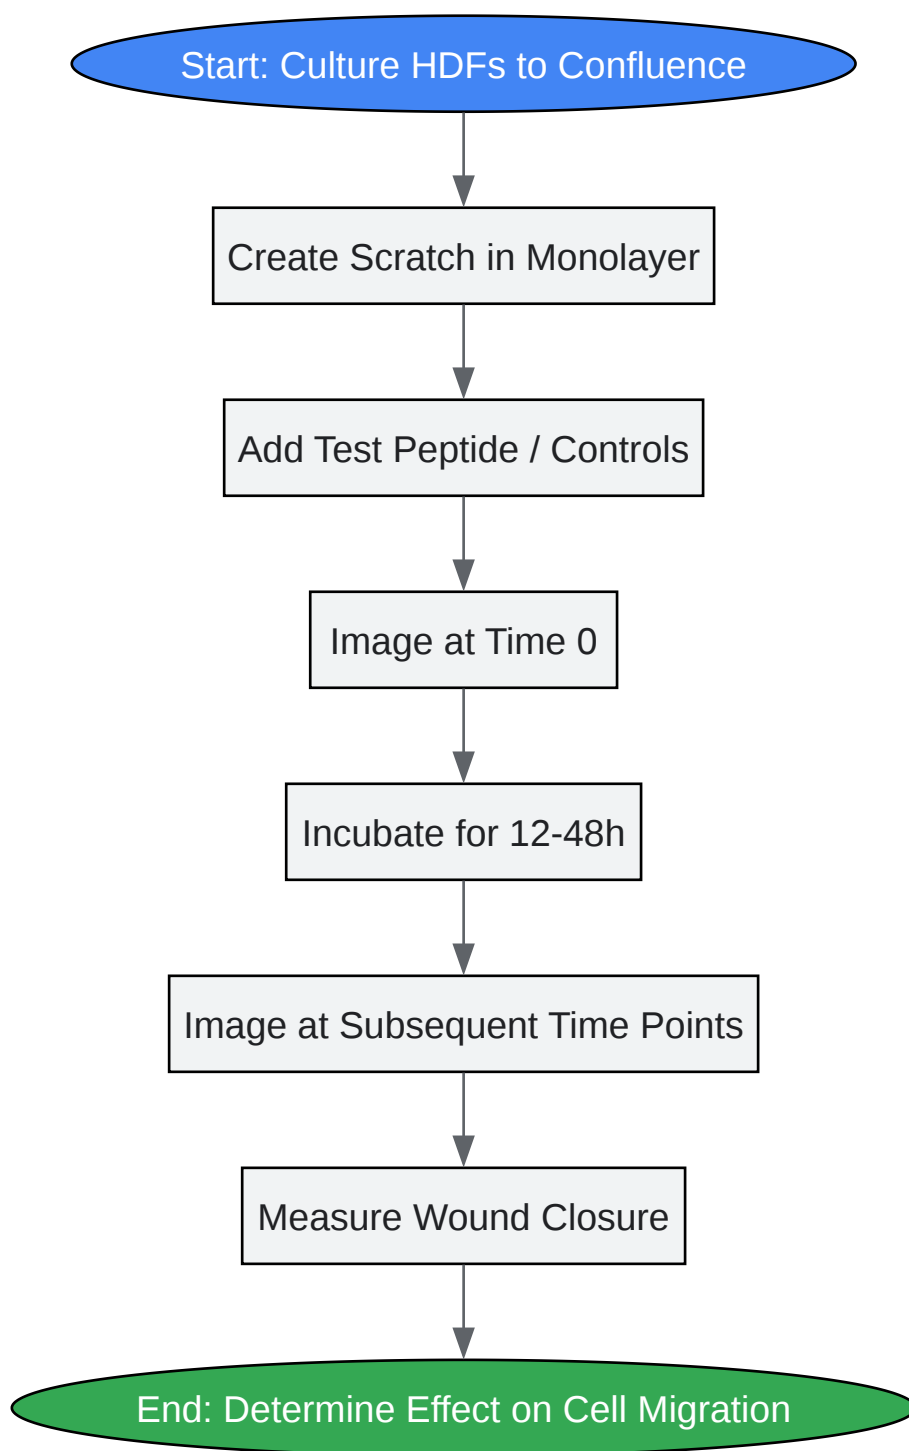 Start: Culture HDFs to Confluence
Create Scratch in Monolayer
Add Test Peptide / Controls
Image at Time 0
Incubate for 12-48h
Image at Subsequent Time Points
Measure Wound Closure
End: Determine Effect on Cell Migration